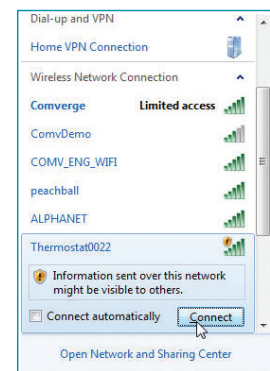 Dial-up and VPN
Home VPN Connection
Wireless Network Connection
Comverge Limited access
ComvDemo
COMV_ENG_WIFI
peachball
ALPHANET
Thermostat0022
Information sent over this network
might be visible to others.
Connect automatically Connect
Open Network and Sharing Center